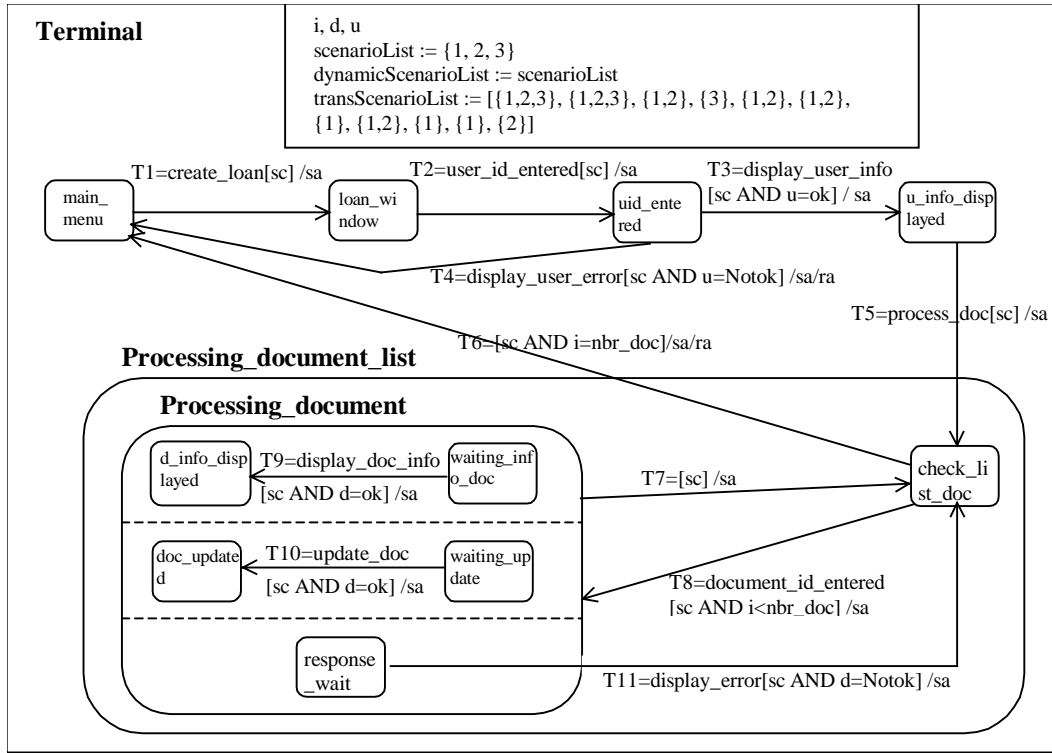 Terminal
i, d, u
scenarioList := {1, 2, 3}
dynamicScenarioList := scenarioList
transScenarioList := [{1,2,3}, {1,2,3}, {1,2}, {3}, {1,2}, {1,2},
{1}, {1,2}, {1}, {1}, {2}]
T1=create_loan[sc] /sa
T2=user_id_entered[sc] /sa
T3=display_user_info
[sc AND u=ok] / sa
main_
menu
loan_wi
ndow
uid_ente
red
u_info_disp
layed
T4=display_user_error[sc AND u=Notok] /sa/ra
T5=process_doc[sc] /sa
T6=[sc AND i=nbr_doc]/sa/ra
Processing_document_list
Processing_document
d_info_disp
layed
T9=display_doc_info
[sc AND d=ok] /sa
waiting_inf
o_doc
T7=[sc] /sa
check_li
st_doc
doc_update
d
T10=update_doc
[sc AND d=ok] /sa
waiting_up
date
T8=document_id_entered
[sc AND i<nbr_doc] /sa
response
_wait
T11=display_error[sc AND d=Notok] /sa